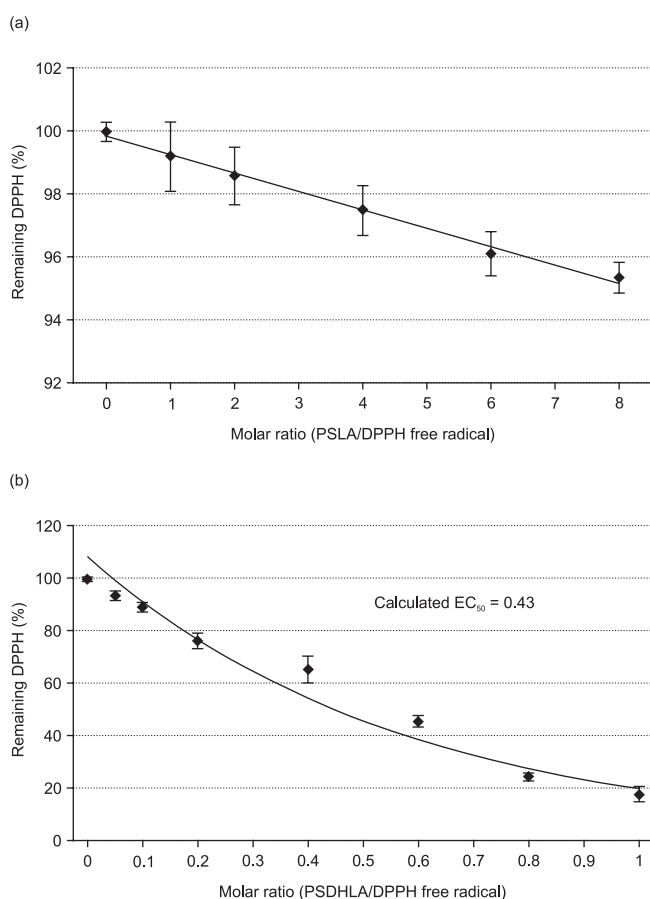 (a)
102
100
98
96
94
92
Remaining DPPH (%)
0 1 2 3 4 5 6 7 8
Molar ratio (PSLA/DPPH free radical)
(b)
120
100
80
60
40
20
0
Remaining DPPH (%)
Calculated EC₅₀ = 0.43
0 0.1 0.2 0.3 0.4 0.5 0.6 0.7 0.8 0.9 1
Molar ratio (PSDHLA/DPPH free radical)